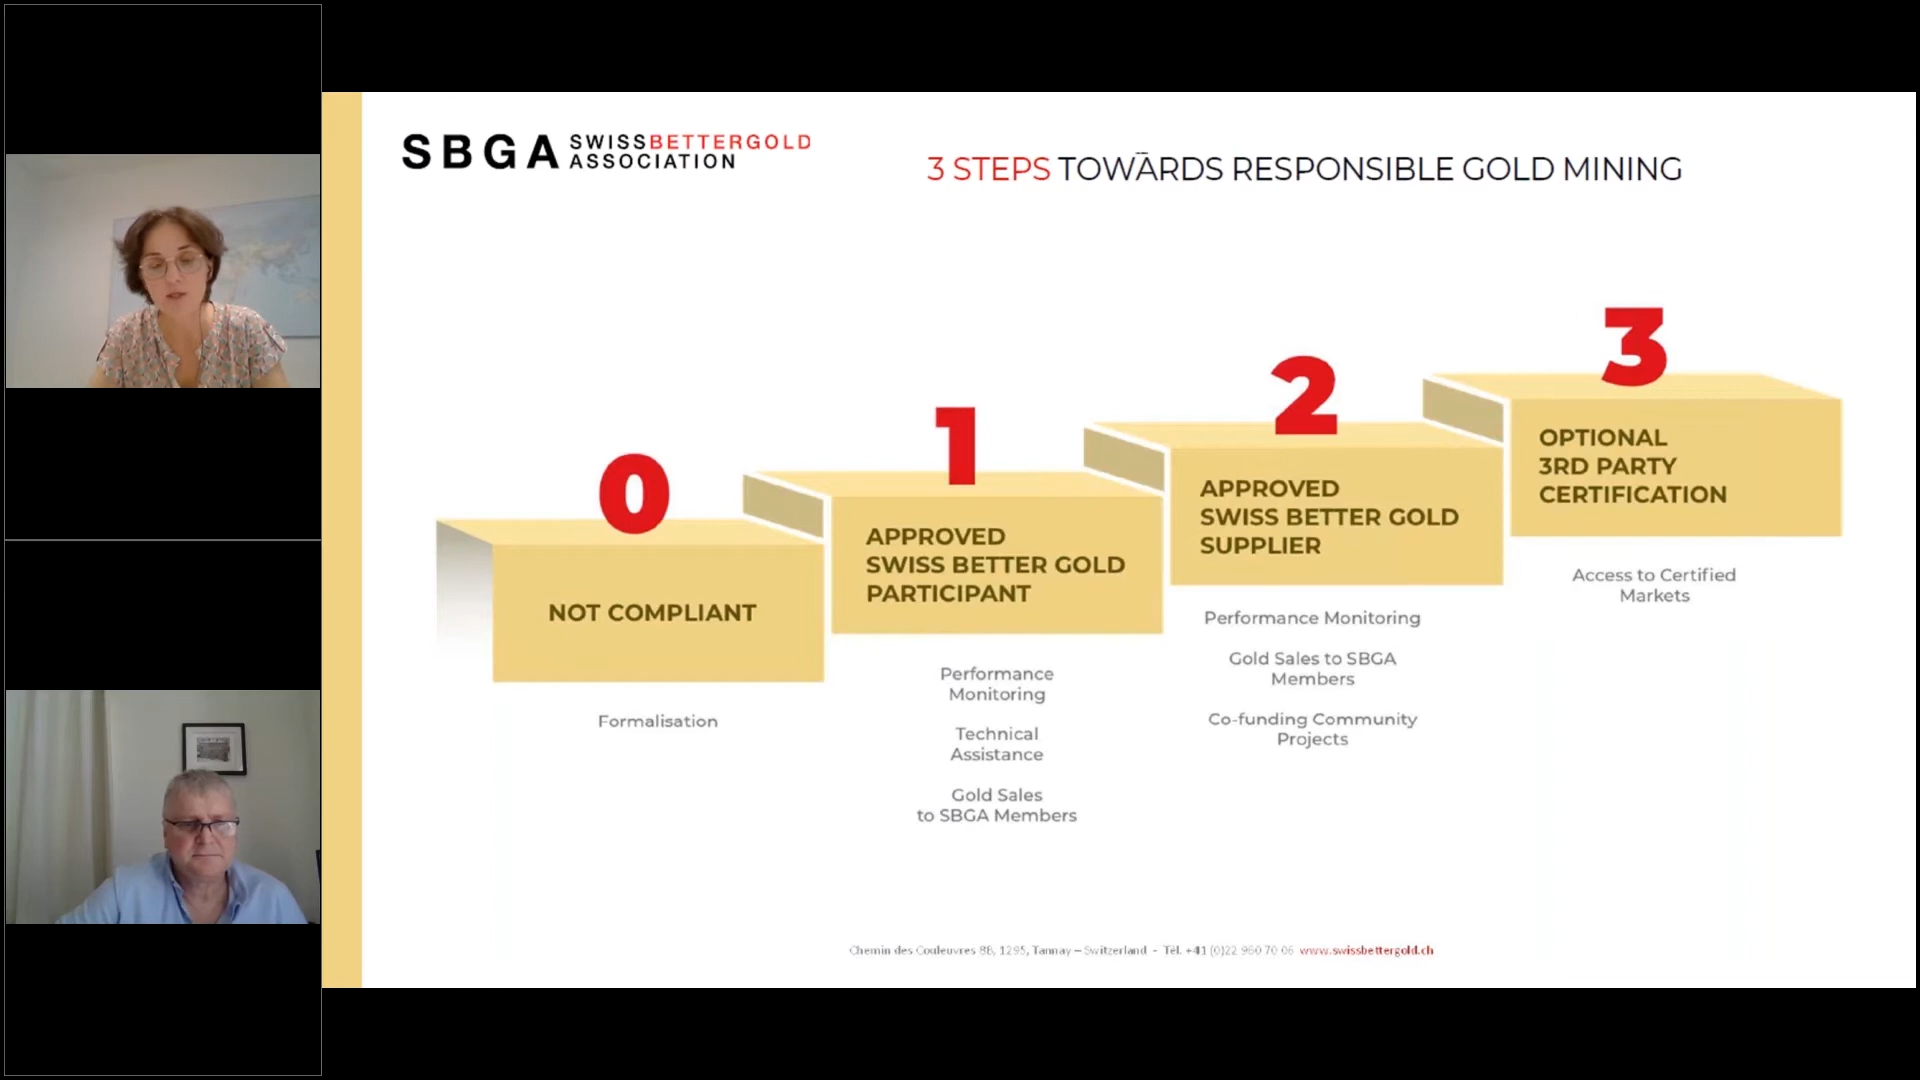 SBGA SWISSBETTERGOLD
ASSOCIATION
3 STEPS TOWARDS RESPONSIBLE GOLD MINING
0
NOT COMPLIANT
Formalisation
1
APPROVED
SWISS BETTER GOLD
PARTICIPANT
Performance
Monitoring
Technical
Assistance
Gold Sales
to SBGA Members
2
APPROVED
SWISS BETTER GOLD
SUPPLIER
Performance Monitoring
Gold Sales to SBGA
Members
Co-funding Community
Projects
3
OPTIONAL
3RD PARTY
CERTIFICATION
Access to Certified
Markets
Chemin des Couleuvres 8B, 1295, Tannay – Switzerland - Tél. +41 (0)22 960 70 06 www.swissbettergold.ch